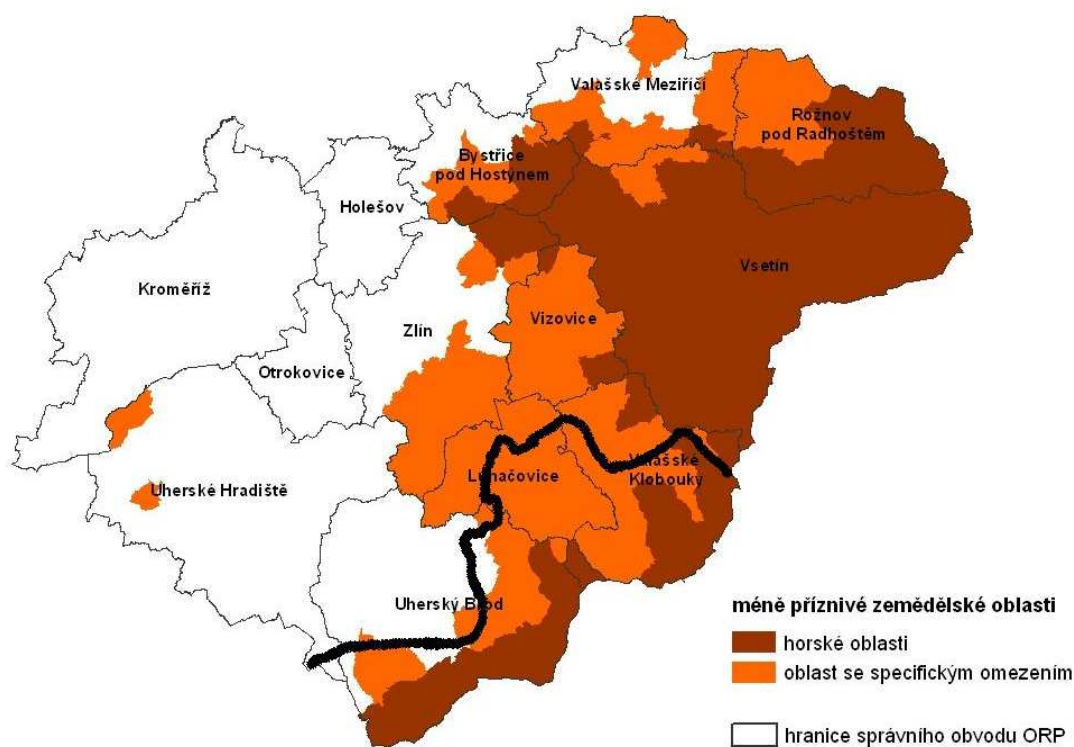 Valašské Meziříčí
Rožnov
pod Radhoštěm
Bystřice
pod Hostýnem
Holešov
Vsetín
Kroměříž
Vizovice
Zlín
Otrokovice
Luhačovice
Valašské
Klobouky
Uherské Hradiště
Uherský Brod
méně příznivé zemědělské oblasti
horské oblasti
oblast se specifickým omezením
hranice správního obvodu ORP